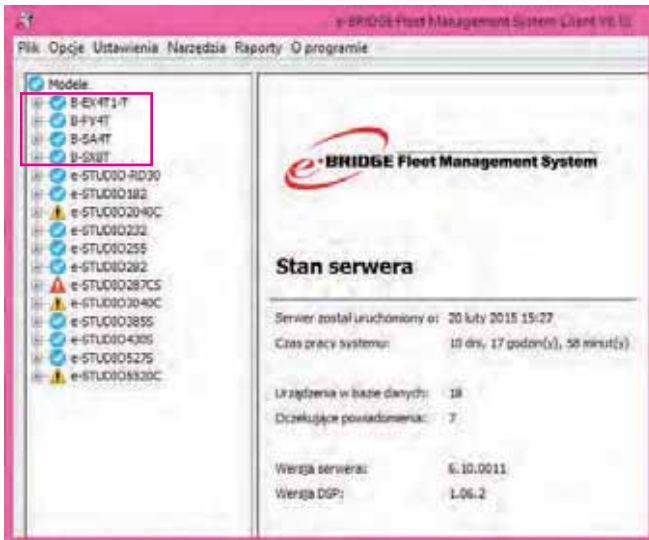 e-BRIDGE Fleet Management System Client V6.10
Plik Opcje Ustawienia Narzędzia Raporty O programie
Modele
B-EX4T1-T
B-FV4T
B-SA4T
B-SX8T
e-STUDIO-RD30
e-STUDIO182
e-STUDIO2040C
e-STUDIO232
e-STUDIO255
e-STUDIO282
e-STUDIO287CS
e-STUDIO3040C
e-STUDIO385S
e-STUDIO430S
e-STUDIO527S
e-STUDIO5520C
e-BRIDGE Fleet Management System
Stan serwera
Serwer został uruchomiony o: 20 luty 2015 15:27
Czas pracy systemu: 10 dni, 17 godzin(y), 58 minut(y)
Urządzenia w bazie danych: 18
Oczekujące powiadomienia: 7
Wersja serwera: 6.10.0011
Wersja DSP: 1.06.2